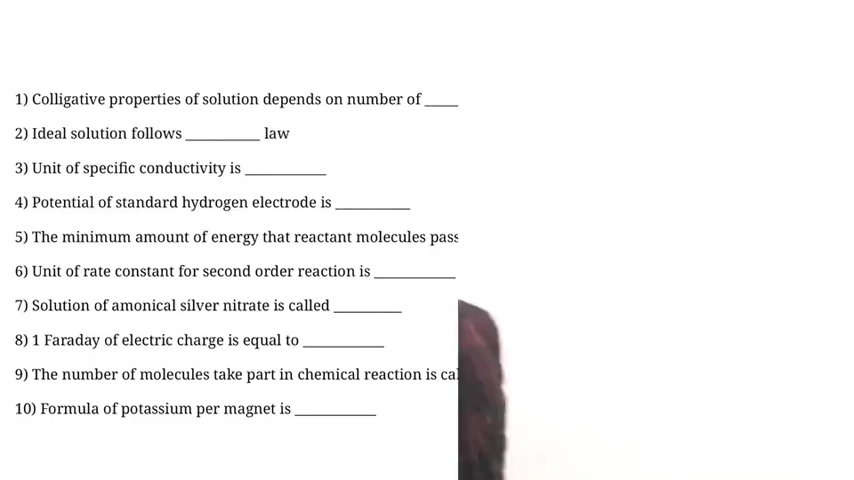 1) Colligative properties of solution depends on number of _____
2) Ideal solution follows __________ law
3) Unit of specific conductivity is ___________
4) Potential of standard hydrogen electrode is __________
5) The minimum amount of energy that reactant molecules pass
6) Unit of rate constant for second order reaction is ___________
7) Solution of amonical silver nitrate is called _________
8) 1 Faraday of electric charge is equal to ___________
9) The number of molecules take part in chemical reaction is cal
10) Formula of potassium per magnet is ___________